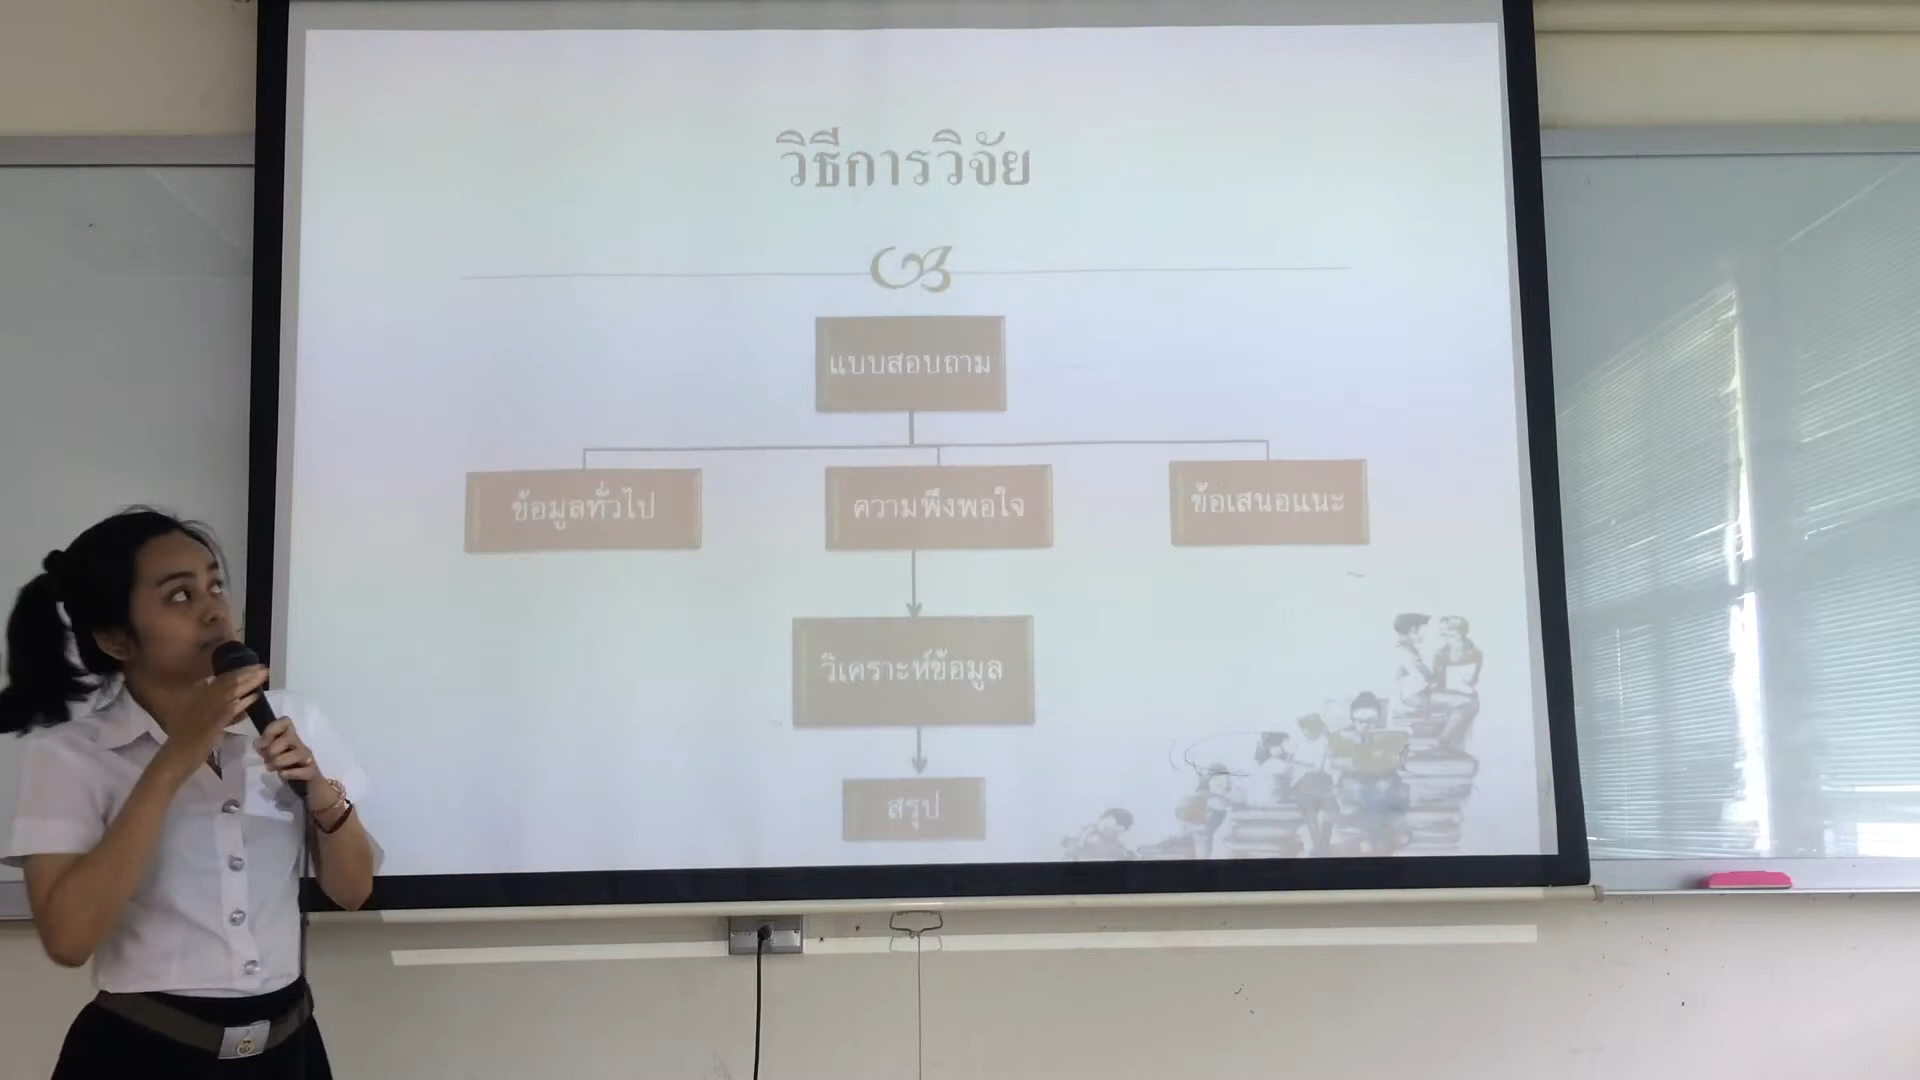 วิธีการวิจัย
แบบสอบถาม
ข้อมูลทั่วไป
ความพึงพอใจ
ข้อเสนอแนะ
วิเคราะห์ข้อมูล
สรุป